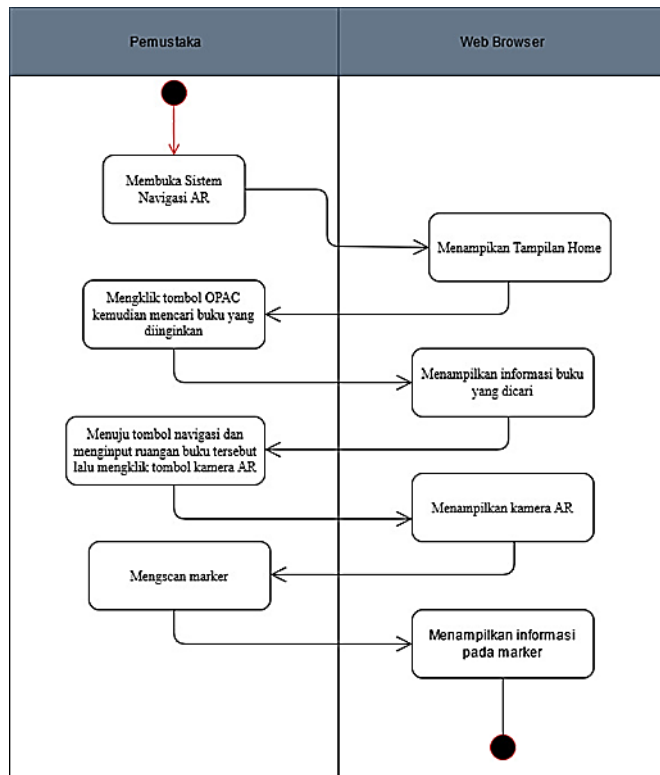 Pemustaka
Web Browser
Membuka Sistem
Navigasi AR
Menampikan Tampilan Home
Mengklik tombol OPAC
kemudian mencari buku yang
diinginkan
Menampilkan informasi buku
yang dicari
Menuju tombol navigasi dan
menginput ruangan buku tersebut
lalu mengklik tombol kamera AR
Menampilkan kamera AR
Mengscan marker
Menampilkan informasi
pada marker